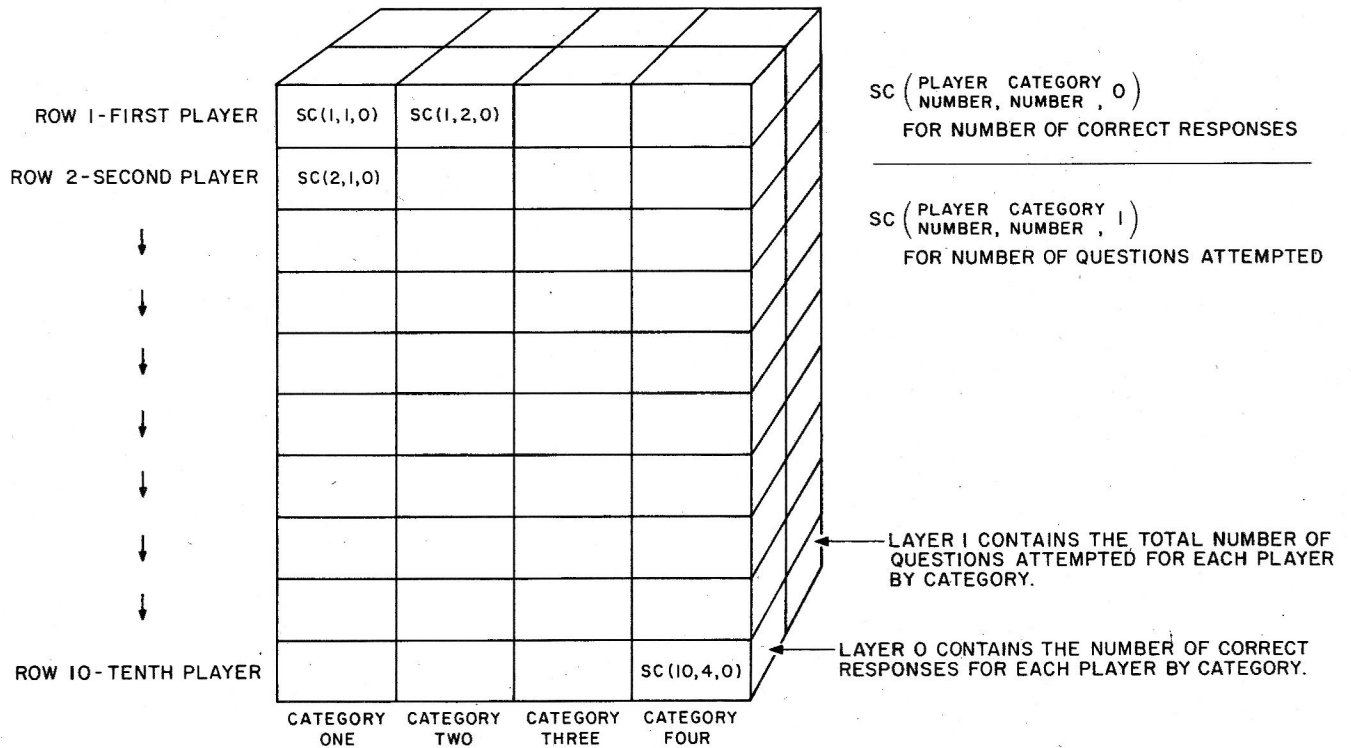 ROW 1-FIRST PLAYER
SC(1,1,0)
SC(1,2,0)
ROW 2-SECOND PLAYER
SC(2,1,0)
ROW 10-TENTH PLAYER
SC(10,4,0)
CATEGORY
ONE
CATEGORY
TWO
CATEGORY
THREE
CATEGORY
FOUR
SC (PLAYER CATEGORY
NUMBER, NUMBER , 0)
FOR NUMBER OF CORRECT RESPONSES
SC (PLAYER CATEGORY
NUMBER, NUMBER , 1)
FOR NUMBER OF QUESTIONS ATTEMPTED
LAYER 1 CONTAINS THE TOTAL NUMBER OF
QUESTIONS ATTEMPTED FOR EACH PLAYER
BY CATEGORY.
LAYER 0 CONTAINS THE NUMBER OF CORRECT
RESPONSES FOR EACH PLAYER BY CATEGORY.